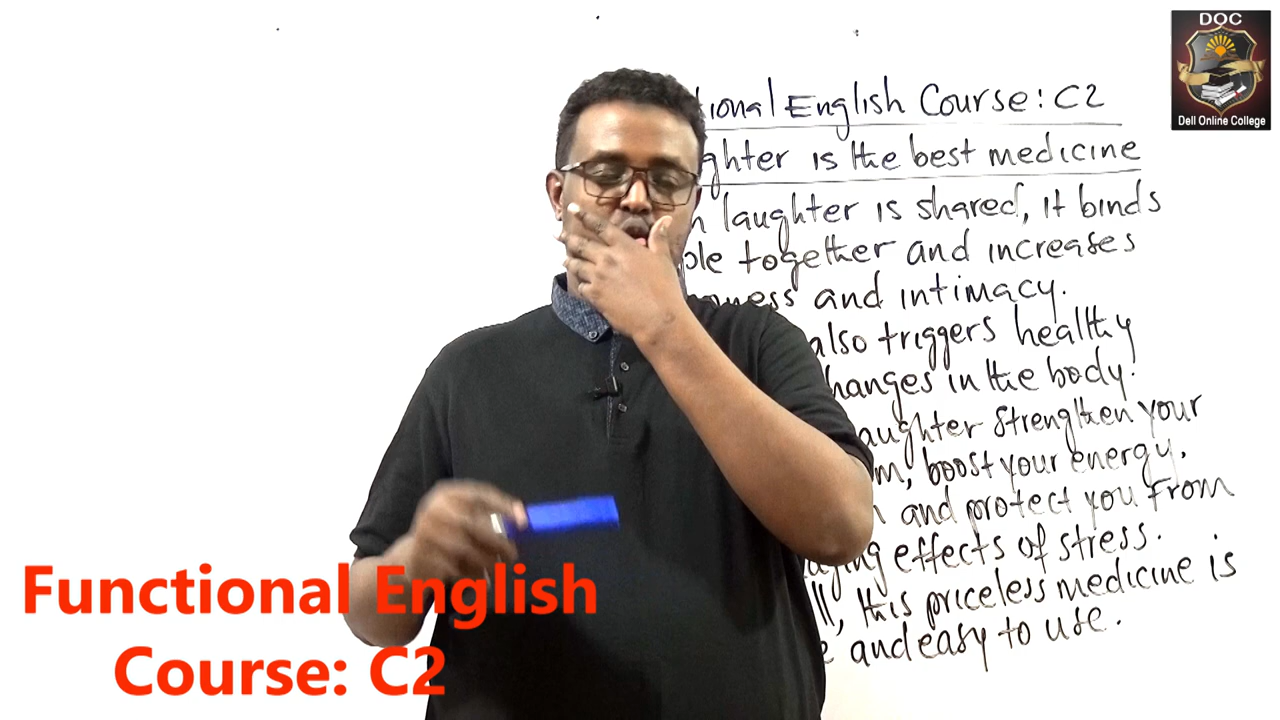 DOC
Dell Online College
tional English Course: C2
ghter is the best medicine
n laughter is shared, it binds
ple together and increases
ness and intimacy.
also triggers healthy
hanges in the body.
aughter strengthen your
m, boost your energy,
n and protect you from
ging effects of stress.
ll, this priceless medicine is
e and easy to use.
Functional English
Course: C2